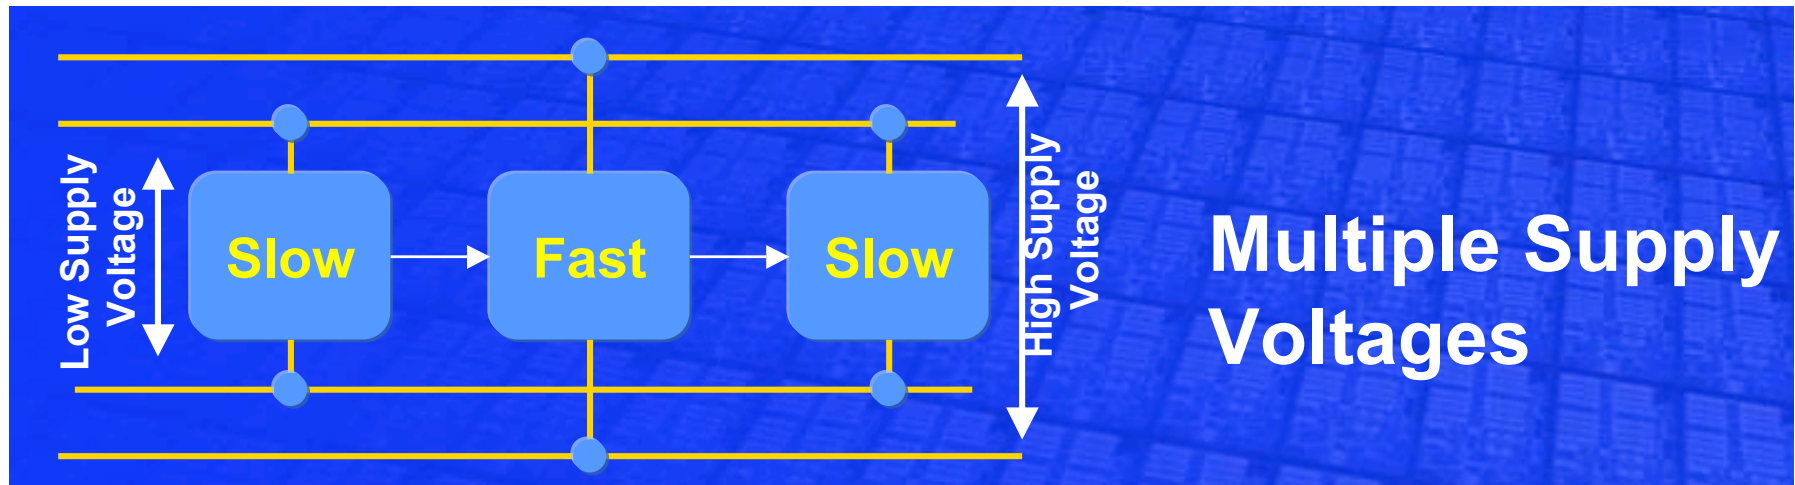 Low Supply
Voltage
Slow
Fast
Slow
High Supply
Voltage
Multiple Supply
Voltages